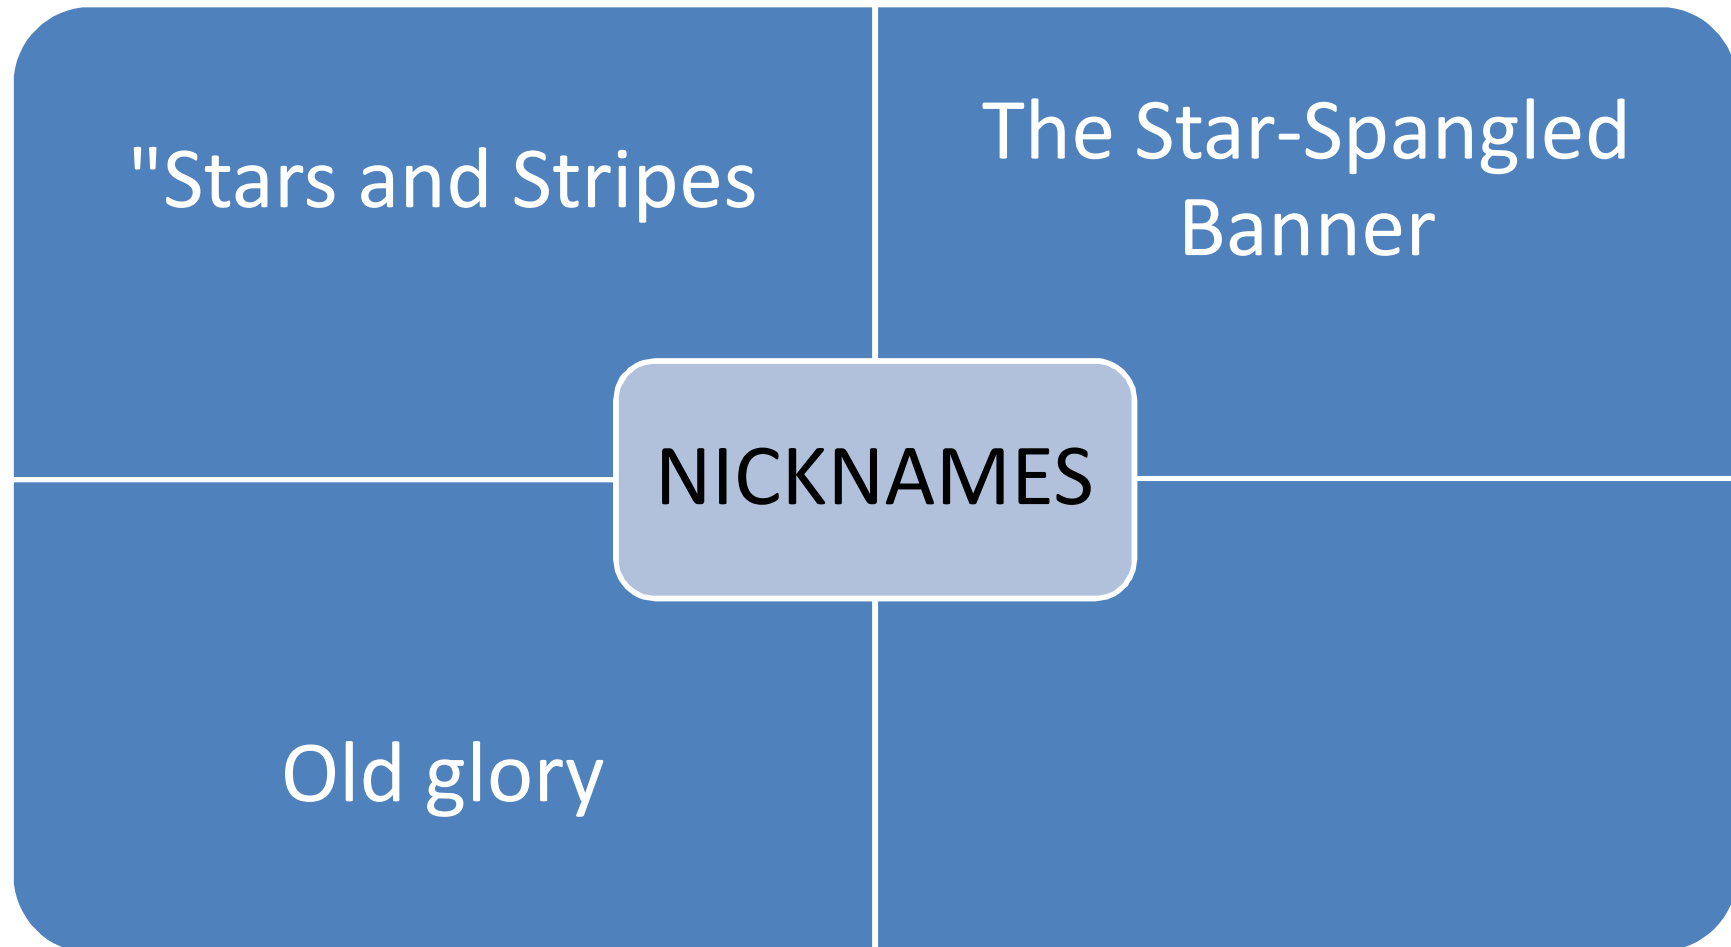 "Stars and Stripes
The Star-Spangled
Banner
NICKNAMES
Old glory